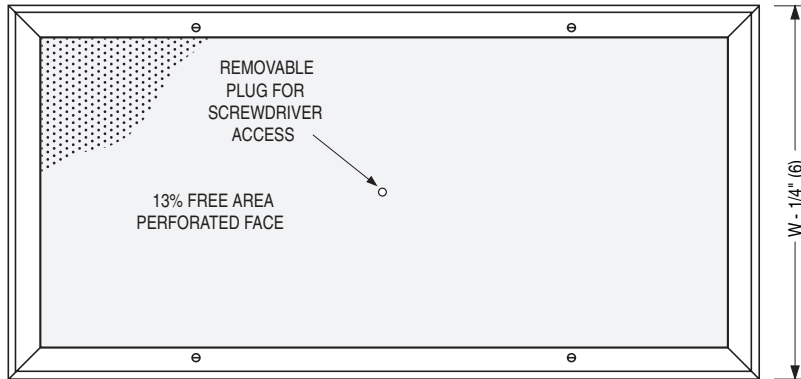 REMOVABLE
PLUG FOR
SCREWDRIVER
ACCESS
13% FREE AREA
PERFORATED FACE
W - 1/4" (6)